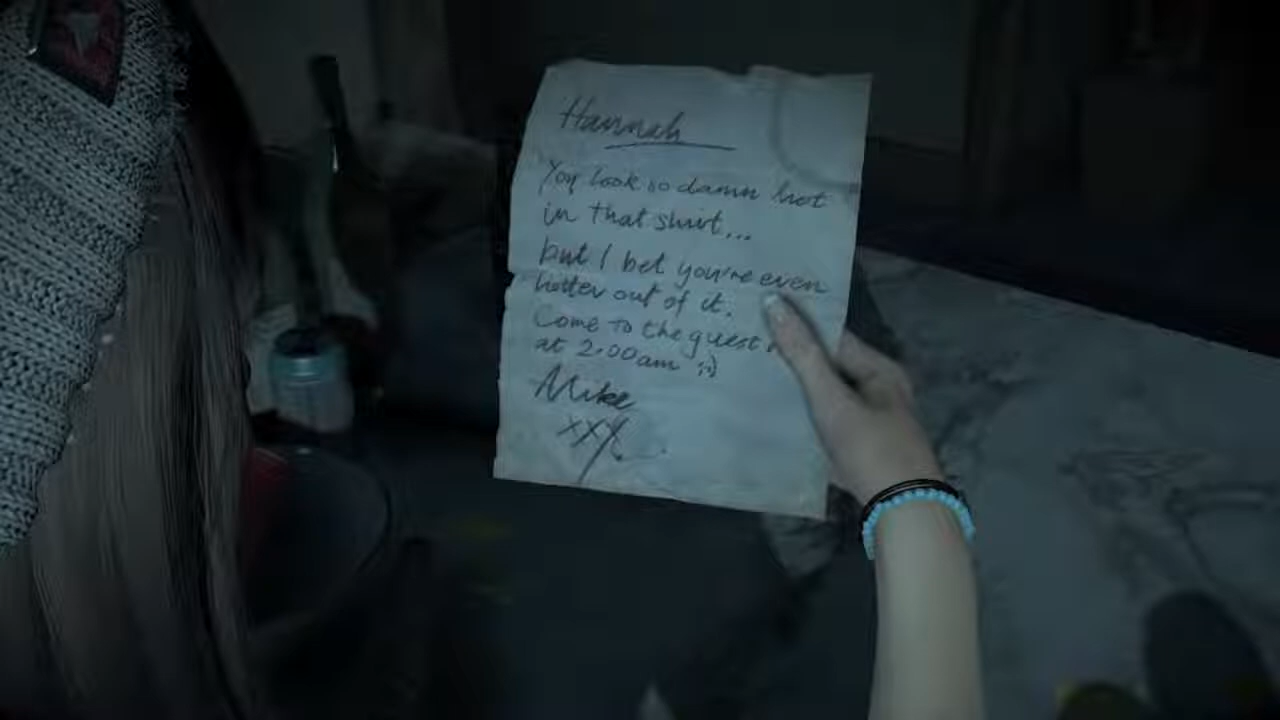 Hannah
You look so damn hot
in that shirt...
but I bet you're even
hotter out of it.
Come to the guest
at 2.00am ;)
Mike
xxx